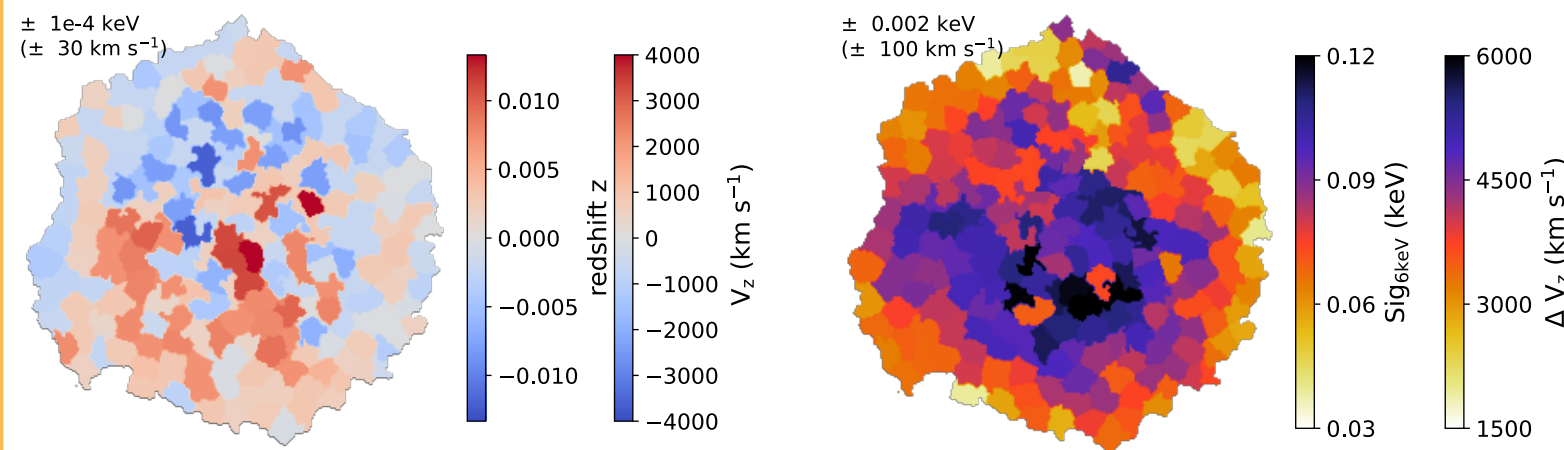 ± 1e-4 keV
(± 30 km s⁻¹)
0.010
0.005
0.000
−0.005
−0.010
redshift z
4000
3000
2000
1000
0
−1000
−2000
−3000
−4000
V_z (km s⁻¹)
± 0.002 keV
(± 100 km s⁻¹)
0.12
0.09
0.06
0.03
Sig_6keV (keV)
6000
4500
3000
1500
Δ V_z (km s⁻¹)